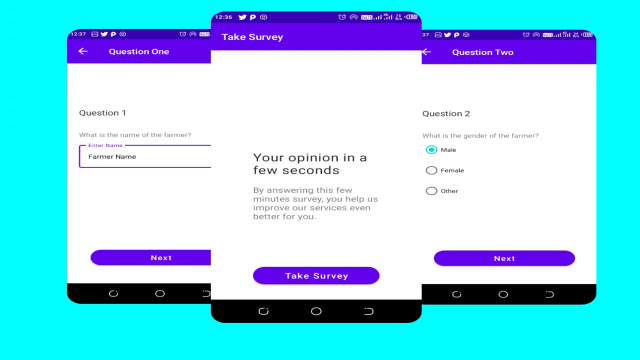 12:37
Question One
Question 1
What is the name of the farmer?
Enter Name
Farmer Name
Next
12:36
Take Survey
Your opinion in a
few seconds
By answering this few
minutes survey, you help us
improve our services even
better for you.
Take Survey
37
Question Two
Question 2
What is the gender of the farmer?
Male
Female
Other
Next